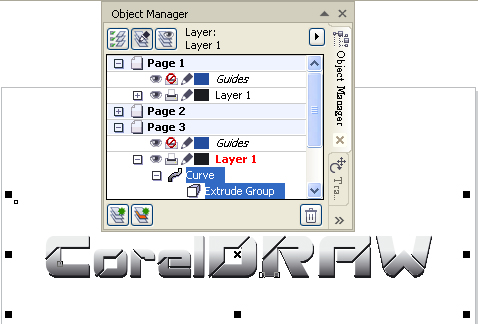 Object Manager
Layer:
Layer 1
Page 1
Guides
Layer 1
Page 2
Page 3
Guides
Layer 1
Curve
Extrude Group
Object Manager
Tra...
CorelDRAW